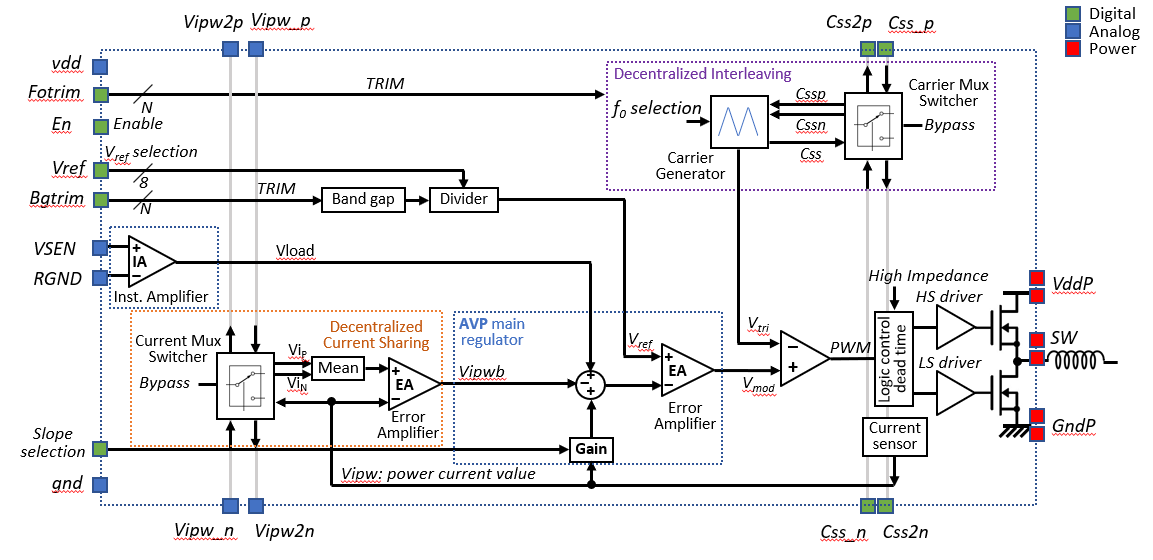 Vipw2p
Vipw_p
Css2p
Css_p
Digital
Analog
Power
vdd
Fotrim
N
TRIM
En
Enable
Vref selection
Vref
8
Bgtrim
N
TRIM
Band gap
Divider
Decentralized Interleaving
f0 selection
Carrier
Generator
Cssp
Cssn
Css
Carrier Mux
Switcher
Bypass
VSEN
RGND
+
IA
−
Inst. Amplifier
Vload
Current Mux
Switcher
Bypass
Decentralized
Current Sharing
ViP
ViN
Mean
+
EA
−
Error
Amplifier
Vipwb
AVP main
regulator
+
−
+
Gain
Vref
+
EA
−
Error
Amplifier
Vtri
Vmod
−
+
PWM
High Impedance
Logic control
dead time
HS driver
LS driver
Current
sensor
VddP
SW
GndP
Slope
selection
gnd
Vipw: power current value
Vipw_n
Vipw2n
Css_n
Css2n